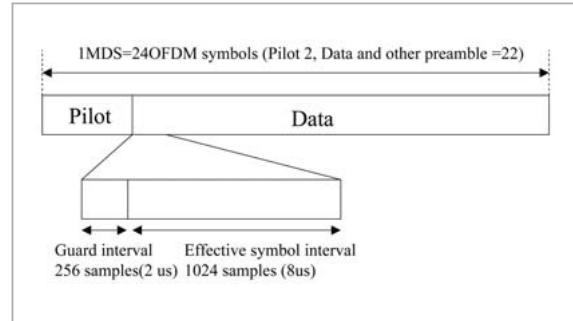 1MDS=24OFDM symbols (Pilot 2, Data and other preamble =22)
Pilot
Data
Guard interval
256 samples(2 us)
Effective symbol interval
1024 samples (8us)